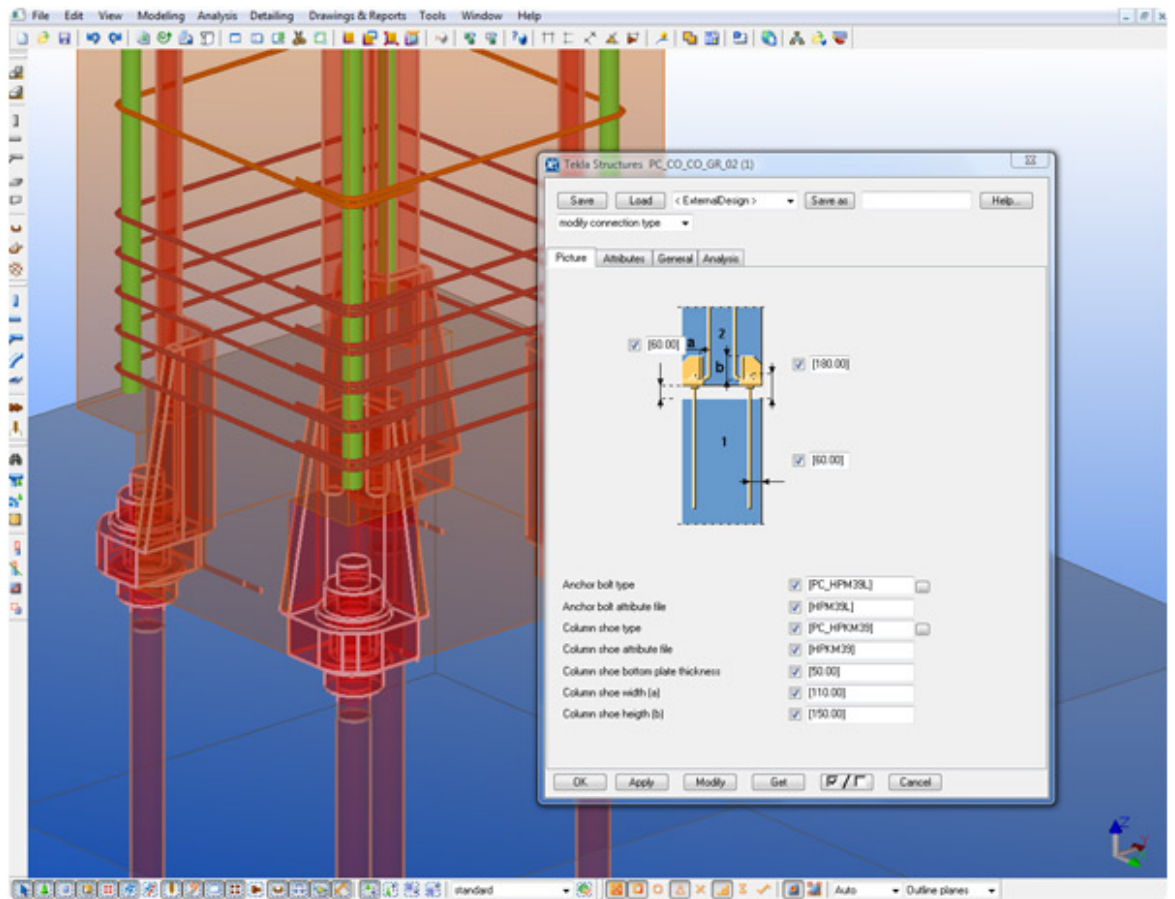 File Edit View Modeling Analysis Detailing Drawings & Reports Tools Window Help
Tekla Structures PC_CO_CO_GR_02 (1)
Save Load < ExternalDesign > Save as Help...
modify connection type
Picture Attributes General Analysis
[60.00] a 2
b [180.00]
1
[60.00]
Anchor bolt type [PC_HPM39L]
Anchor bolt attribute file [HPM39L]
Column shoe type [PC_HPKM39]
Column shoe attribute file [HPKM39]
Column shoe bottom plate thickness [50.00]
Column shoe width (a) [110.00]
Column shoe heigth (b) [150.00]
OK Apply Modify Get / Cancel
Z
standard Auto Outline planes